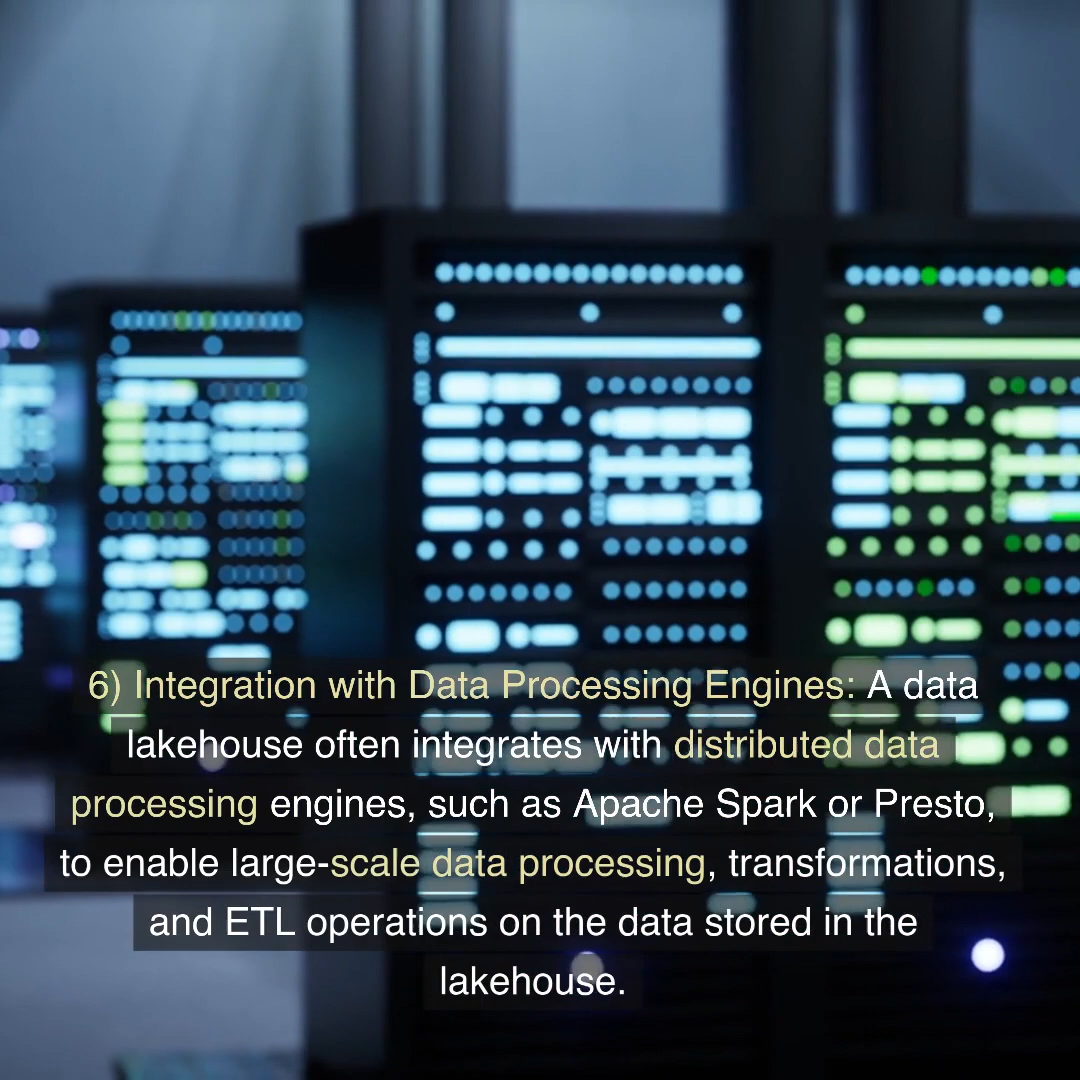 6) Integration with Data Processing Engines: A data
lakehouse often integrates with distributed data
processing engines, such as Apache Spark or Presto,
to enable large-scale data processing, transformations,
and ETL operations on the data stored in the
lakehouse.